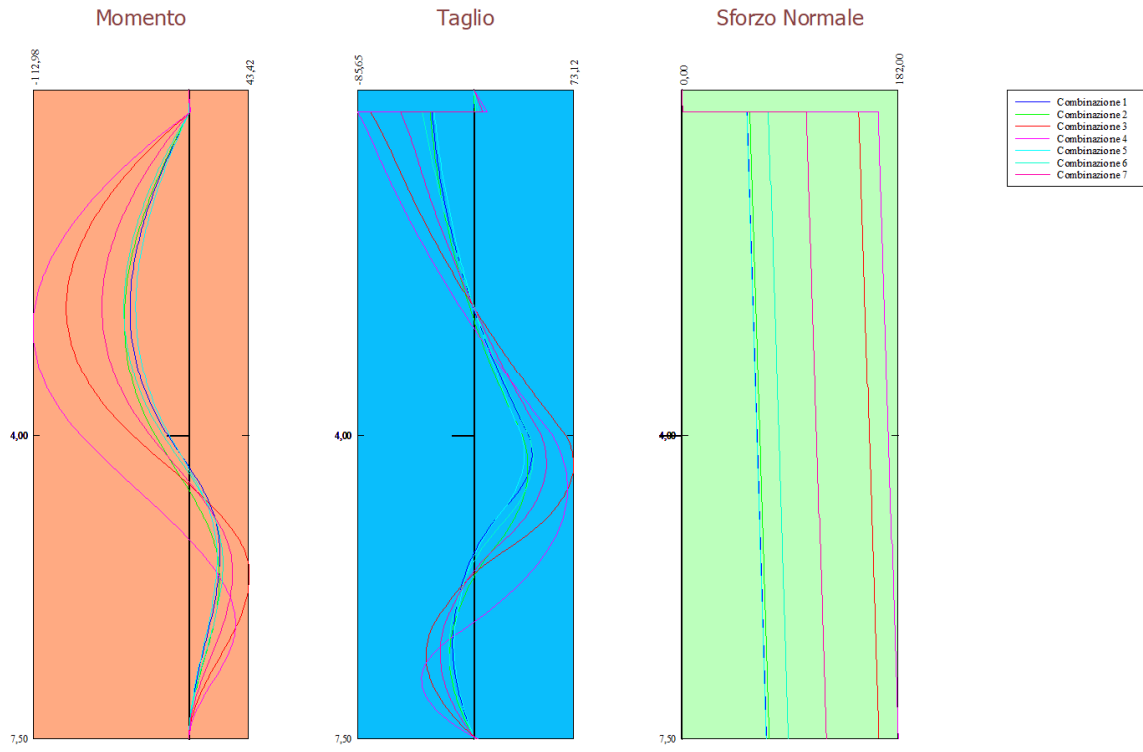 Momento
Taglio
Sforzo Normale
-112,98
43,42
-85,65
73,12
0,00
182,00
Combinazione 1
Combinazione 2
Combinazione 3
Combinazione 4
Combinazione 5
Combinazione 6
Combinazione 7
4,00
4,00
4,00
7,50
7,50
7,50